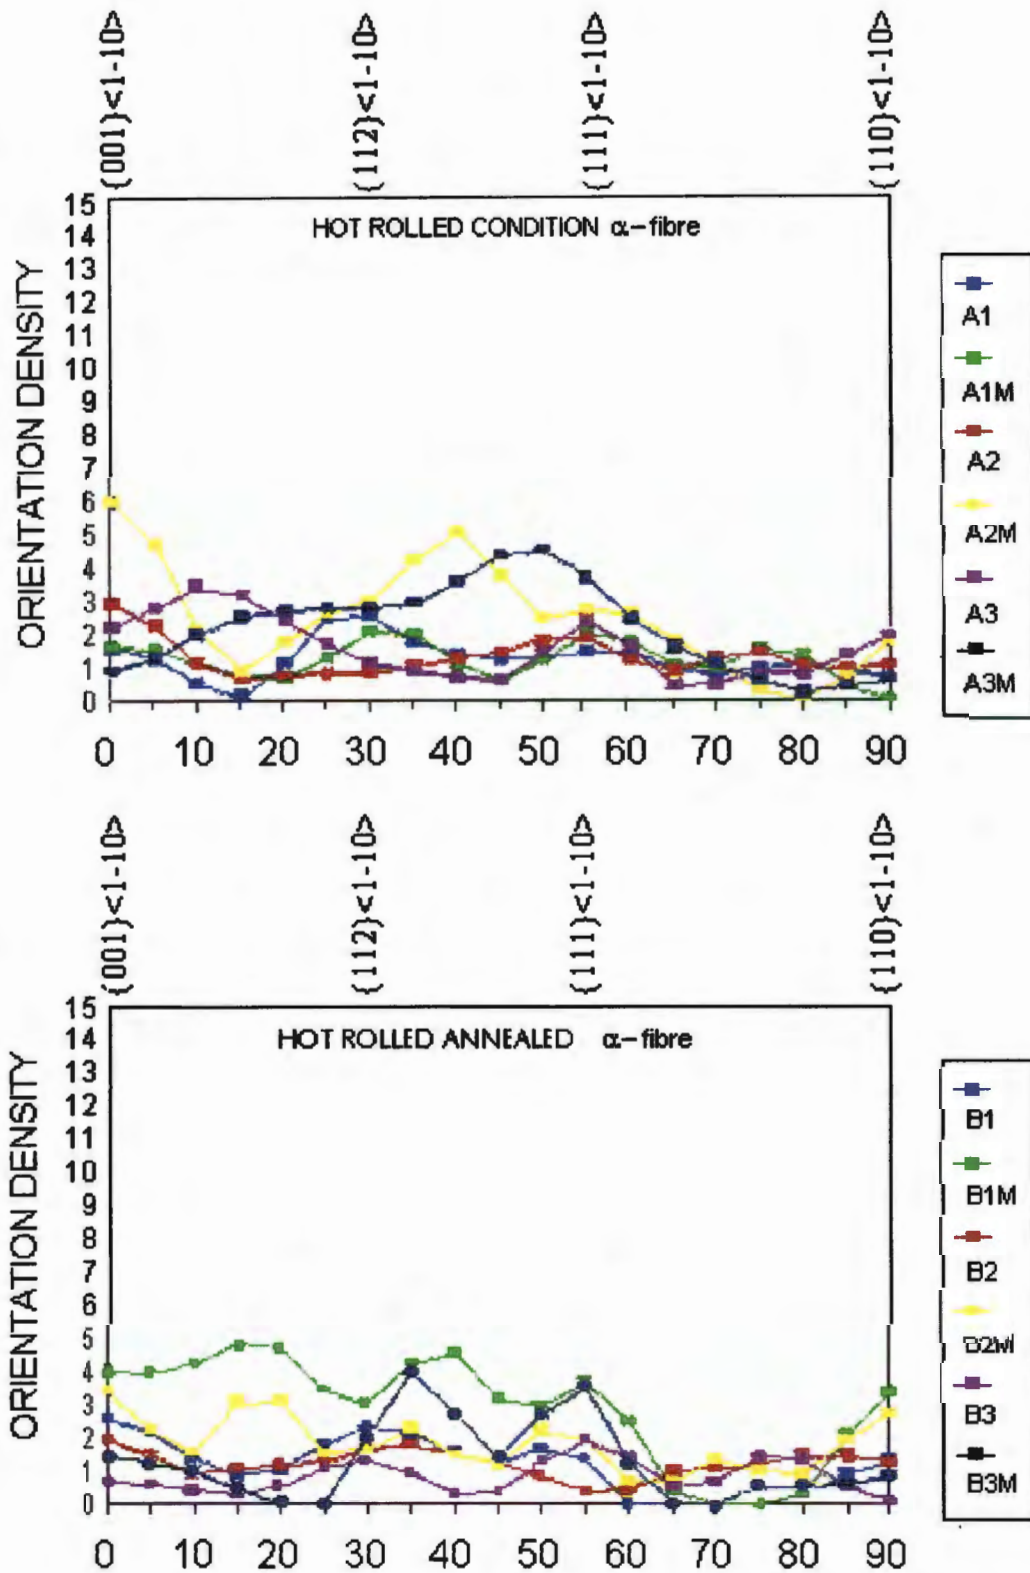 {001}<1-10>
{112}<1-10>
{111}<1-10>
{110}<1-10>
HOT ROLLED CONDITION α-fibre
ORIENTATION DENSITY
15
14
13
12
11
10
9
8
7
6
5
4
3
2
1
0
0 10 20 30 40 50 60 70 80 90
A1
A1M
A2
A2M
A3
A3M
{001}<1-10>
{112}<1-10>
{111}<1-10>
{110}<1-10>
HOT ROLLED ANNEALED α-fibre
ORIENTATION DENSITY
15
14
13
12
11
10
9
8
7
6
5
4
3
2
1
0
0 10 20 30 40 50 60 70 80 90
B1
B1M
B2
B2M
B3
B3M